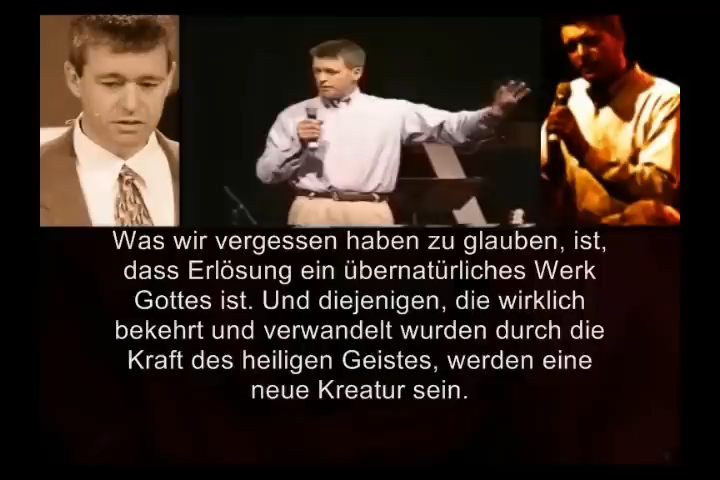 Was wir vergessen haben zu glauben, ist,
dass Erlösung ein übernatürliches Werk
Gottes ist. Und diejenigen, die wirklich
bekehrt und verwandelt wurden durch die
Kraft des heiligen Geistes, werden eine
neue Kreatur sein.